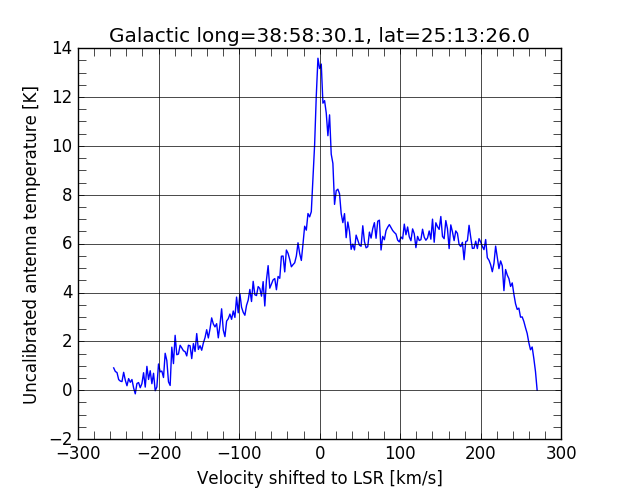 Galactic long=38:58:30.1, lat=25:13:26.0
14
12
10
8
6
4
2
0
−2
Uncalibrated antenna temperature [K]
−300 −200 −100 0 100 200 300
Velocity shifted to LSR [km/s]